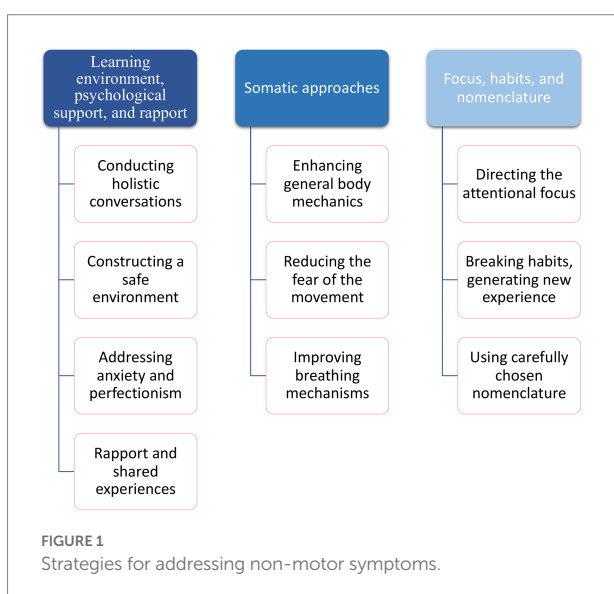 Learning
environment,
psychological
support, and rapport
Conducting
holistic
conversations
Constructing a
safe
environment
Addressing
anxiety and
perfectionism
Rapport and
shared
experiences
Somatic approaches
Enhancing
general body
mechanics
Reducing the
fear of the
movement
Improving
breathing
mechanisms
Focus, habits, and
nomenclature
Directing the
attentional focus
Breaking habits,
generating new
experience
Using carefully
chosen
nomenclature
FIGURE 1
Strategies for addressing non-motor symptoms.